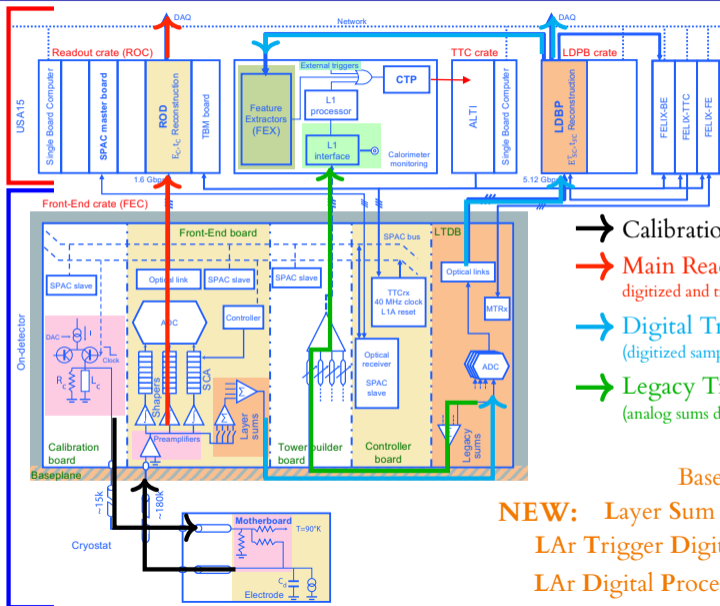 DAQ
Network
DAQ
Readout crate (ROC)
TTC crate
LDPB crate
USA15
Single Board Computer
SPAC master board
ROD
E꜀,t꜀ Reconstruction
TBM board
Feature
Extractors
(FEX)
External triggers
CTP
L1
processor
L1
interface
Calorimeter
monitoring
ALTI
Single Board Computer
LDBP
Reconstruction
FELIX-BE
FELIX-TTC
FELIX-FE
1.6 Gbps
5.12 Gbps
Front-End crate (FEC)
On-detector
Front-End board
SPAC bus
LTDB
SPAC slave
Optical link
SPAC slave
SPAC slave
TTCrx
40 MHz clock
L1A reset
Optical links
MTRx
DAC
Clock
R꜀
L꜀
ADC
Controller
Shapers
SCA
Optical
receiver
SPAC
slave
ADC
Layer
sums
Preamplifiers
Legacy
sums
Calibration
board
Tower builder
board
Controller
board
Baseplane
~15k
~180k
Cryostat
Motherboard
T=90°K
C_d
Electrode
Calibratio
Main Rea
digitized and t
Digital Tr
(digitized samp
Legacy T
(analog sums d
Base
NEW: Layer Sum
LAr Trigger Digit
LAr Digital Proce